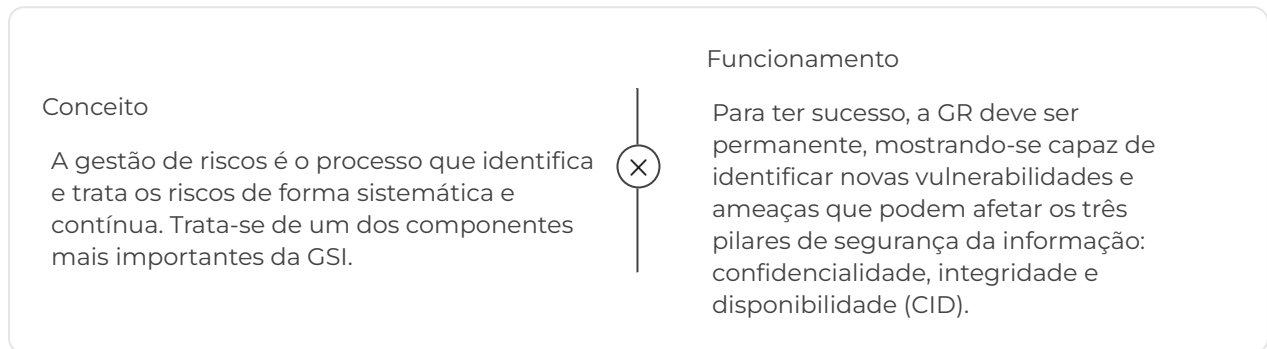 Conceito
A gestão de riscos é o processo que identifica
e trata os riscos de forma sistemática e
contínua. Trata-se de um dos componentes
mais importantes da GSI.
Funcionamento
Para ter sucesso, a GR deve ser
permanente, mostrando-se capaz de
identificar novas vulnerabilidades e
ameaças que podem afetar os três
pilares de segurança da informação:
confidencialidade, integridade e
disponibilidade (CID).